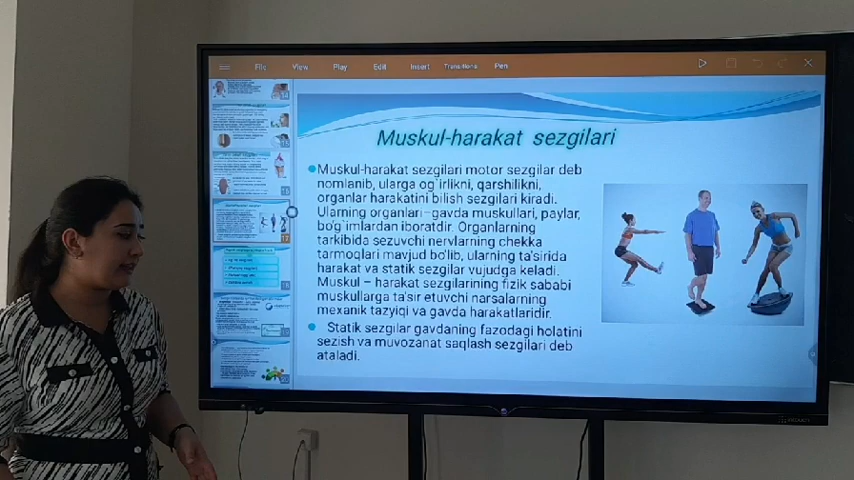 File View Play Edit Insert Transitions Pen
Muskul-harakat sezgilari
Muskul-harakat sezgilari motor sezgilar deb
nomlanib, ularga og`irlikni, qarshilikni,
organlar harakatini bilish sezgilari kiradi.
Ularning organlari–gavda muskullari, paylar,
bo'g`imlardan iboratdir. Organlarning
tarkibida sezuvchi nervlarning chekka
tarmoqlari mavjud bo'lib, ularning ta'sirida
harakat va statik sezgilar vujudga keladi.
Muskul – harakat sezgilarining fizik sababi
muskullarga ta'sir etuvchi narsalarning
mexanik tazyiqi va gavda harakatlaridir.
Statik sezgilar gavdaning fazodagi holatini
sezish va muvozanat saqlash sezgilari deb
ataladi.